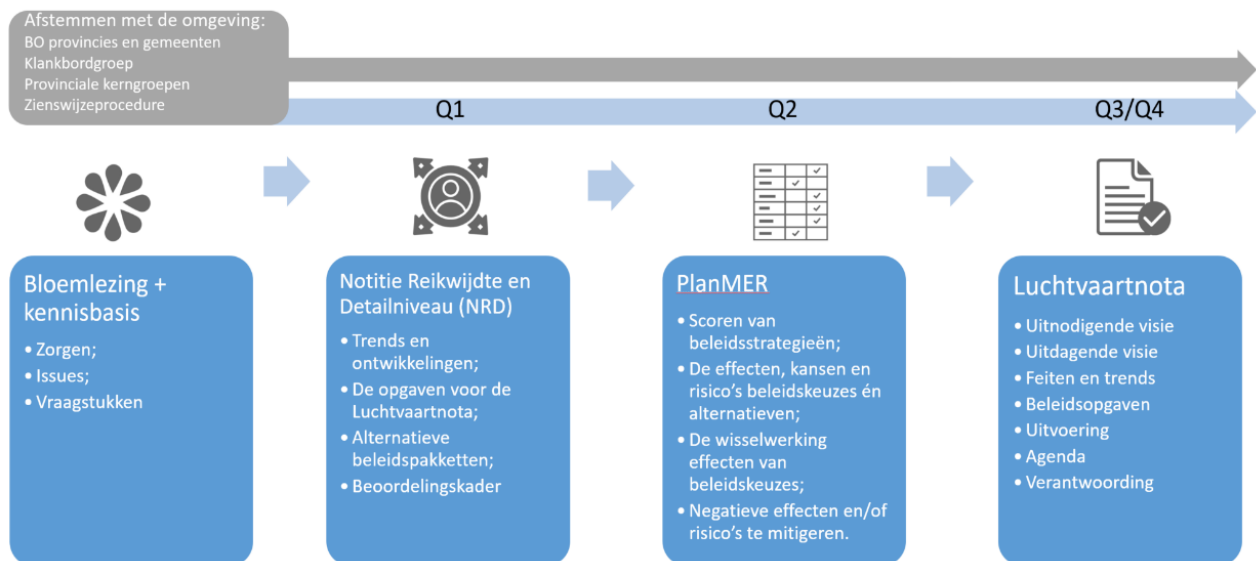 Afstemmen met de omgeving:
BO provincies en gemeenten
Klankbordgroep
Provinciale kerngroepen
Zienswijzeprocedure
Q1
Q2
Q3/Q4
Bloemlezing +
kennisbasis
• Zorgen;
• Issues;
• Vraagstukken
Notitie Reikwijdte en
Detailniveau (NRD)
• Trends en
ontwikkelingen;
• De opgaven voor de
Luchtvaartnota;
• Alternatieve
beleidspakketten;
• Beoordelingskader
PlanMER
• Scoren van
beleidsstrategieën;
• De effecten, kansen en
risico's beleidskeuzes én
alternatieven;
• De wisselwerking
effecten van
beleidskeuzes;
• Negatieve effecten en/of
risico's te mitigeren.
Luchtvaartnota
• Uitnodigende visie
• Uitdagende visie
• Feiten en trends
• Beleidsopgaven
• Uitvoering
• Agenda
• Verantwoording